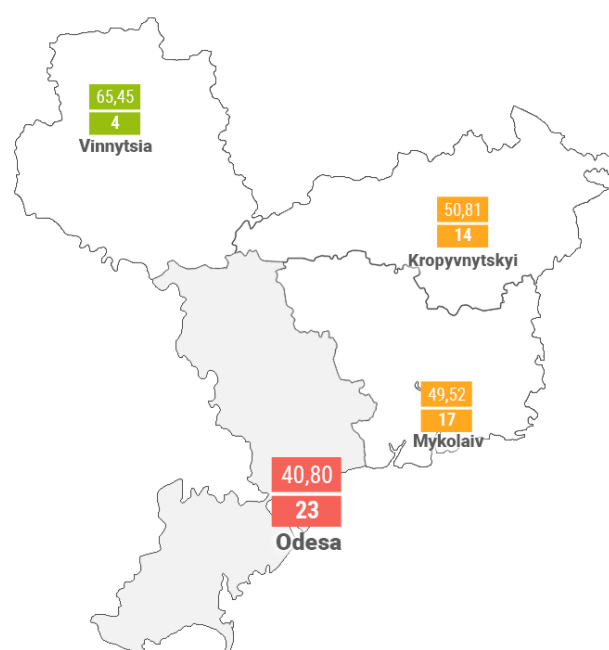 65,45
4
Vinnytsia
50,81
14
Kropyvnytskyi
49,52
17
Mykolaiv
40,80
23
Odesa